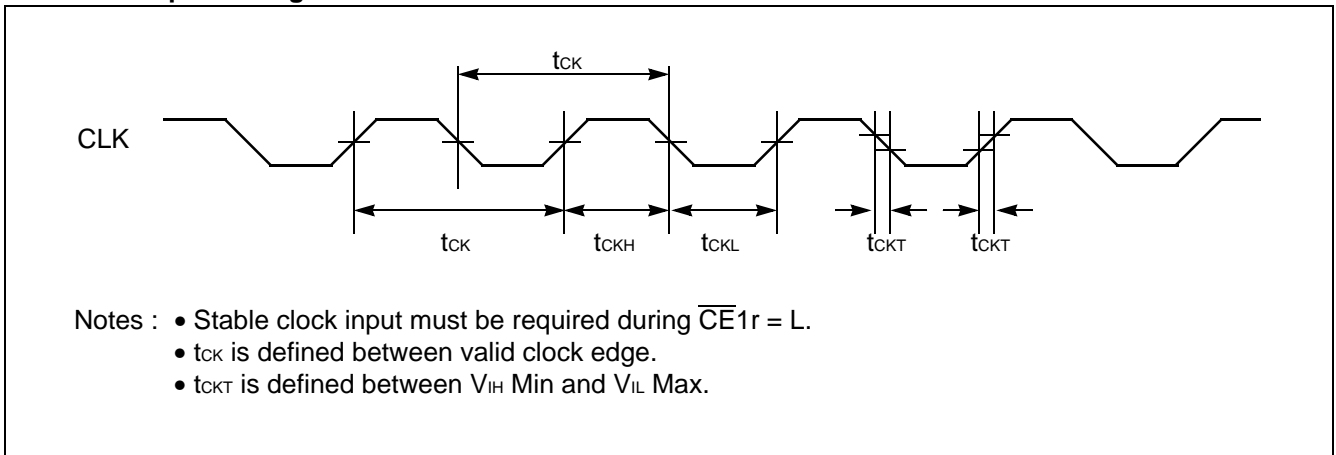 tCK
CLK
tCK tCKH tCKL tCKT tCKT
Notes : • Stable clock input must be required during C̅E̅1r = L.
• tCK is defined between valid clock edge.
• tCKT is defined between VIH Min and VIL Max.